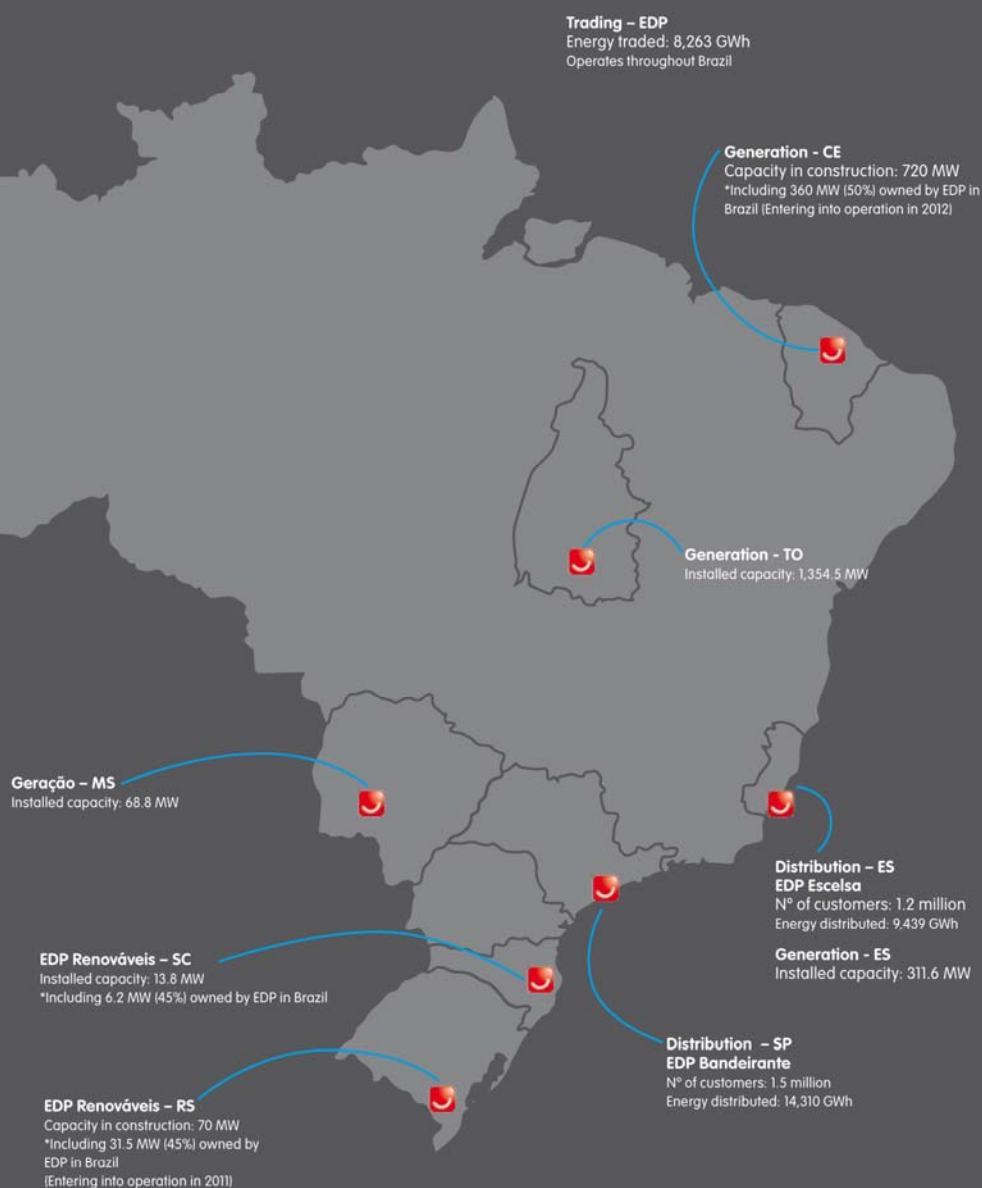 Trading – EDP
Energy traded: 8,263 GWh
Operates throughout Brazil
Generation - CE
Capacity in construction: 720 MW
*Including 360 MW (50%) owned by EDP in
Brazil (Entering into operation in 2012)
Generation - TO
Installed capacity: 1,354.5 MW
Geração – MS
Installed capacity: 68.8 MW
Distribution – ES
EDP Escelsa
Nº of customers: 1.2 million
Energy distributed: 9,439 GWh
Generation - ES
Installed capacity: 311.6 MW
EDP Renováveis – SC
Installed capacity: 13.8 MW
*Including 6.2 MW (45%) owned by EDP in Brazil
Distribution – SP
EDP Bandeirante
Nº of customers: 1.5 million
Energy distributed: 14,310 GWh
EDP Renováveis – RS
Capacity in construction: 70 MW
*Including 31.5 MW (45%) owned by
EDP in Brazil
(Entering into operation in 2011)